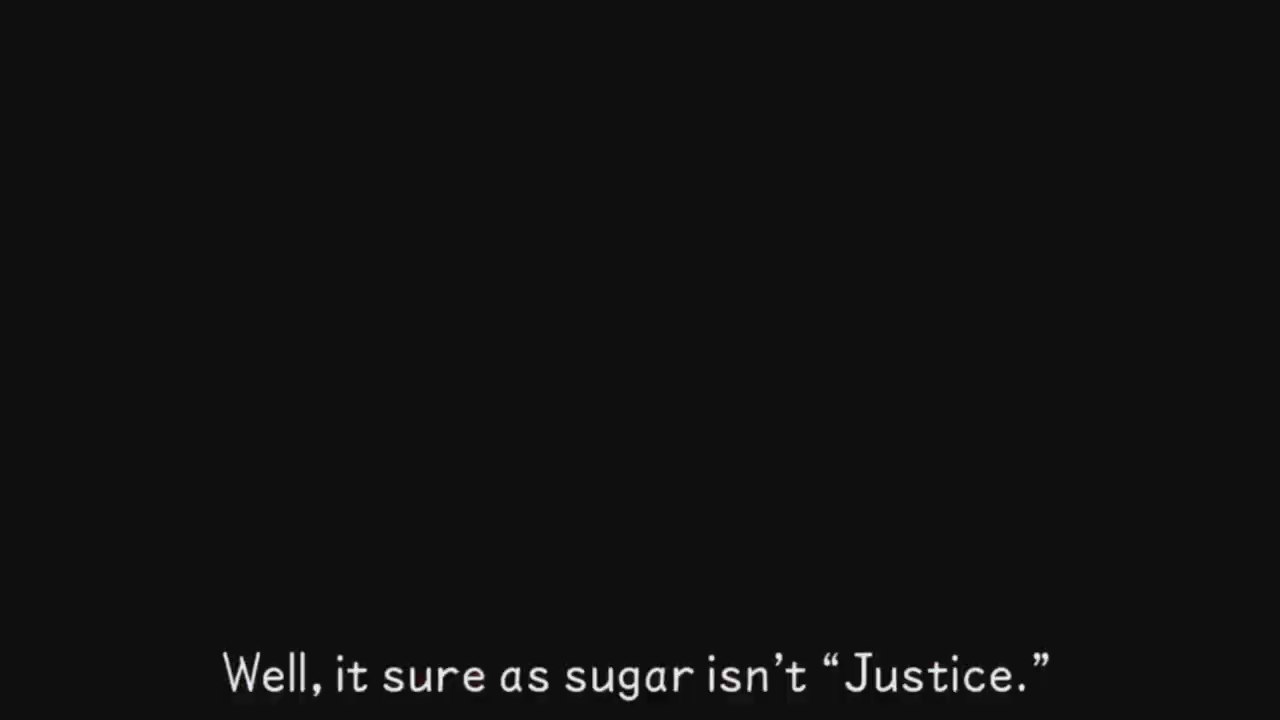 Well, it sure as sugar isn’t “Justice.”